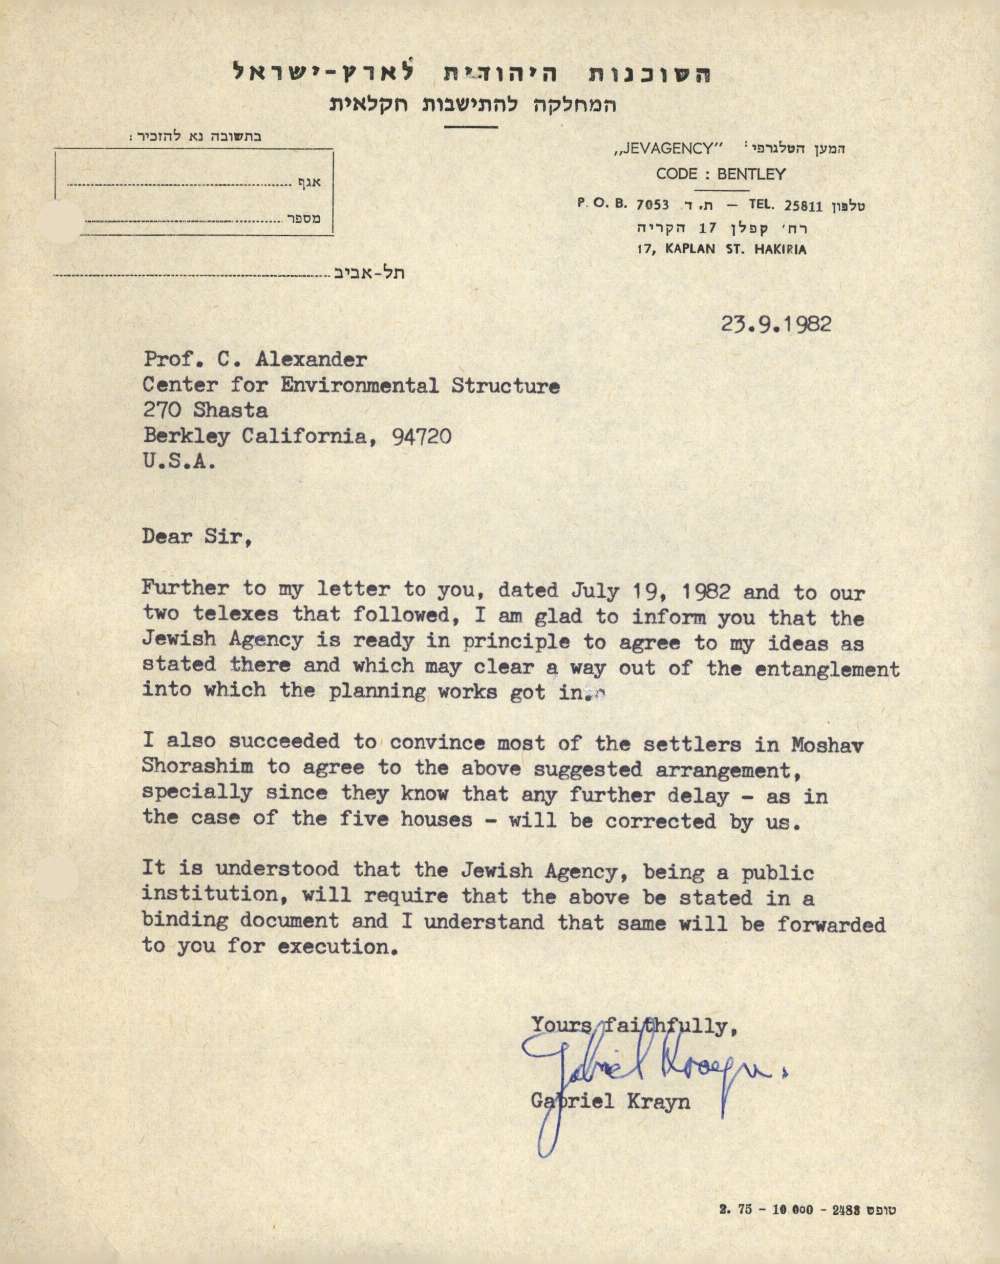 הסוכנות היהודית לארץ-ישראל
המחלקה להתישבות חקלאית
בתשובה נא להזכיר :
אגף
מספר
תל-אביב
המען הטלגרפי: „JEVAGENCY"
CODE : BENTLEY
P. O. B. 7053 ת. ד — TEL. 25811 טלפון
רח' קפלן 17 הקריה
17, KAPLAN ST. HAKIRIA
23.9.1982
Prof. C. Alexander
Center for Environmental Structure
270 Shasta
Berkley California, 94720
U.S.A.
Dear Sir,
Further to my letter to you, dated July 19, 1982 and to our
two telexes that followed, I am glad to inform you that the
Jewish Agency is ready in principle to agree to my ideas as
stated there and which may clear a way out of the entanglement
into which the planning works got in.
I also succeeded to convince most of the settlers in Moshav
Shorashim to agree to the above suggested arrangement,
specially since they know that any further delay - as in
the case of the five houses - will be corrected by us.
It is understood that the Jewish Agency, being a public
institution, will require that the above be stated in a
binding document and I understand that same will be forwarded
to you for execution.
Yours faithfully,
Gabriel Krayn.
Gabriel Krayn
טופס 2483 - 10 000 - 2. 75